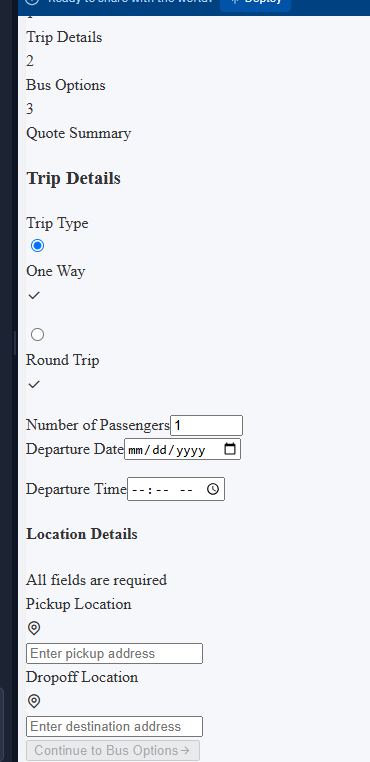 Ready to share with the world?
Deploy
Trip Details
2
Bus Options
3
Quote Summary
Trip Details
Trip Type
One Way
Round Trip
Number of Passengers 1
Departure Date mm/dd/yyyy
Departure Time --:-- --
Location Details
All fields are required
Pickup Location
Enter pickup address
Dropoff Location
Enter destination address
Continue to Bus Options→